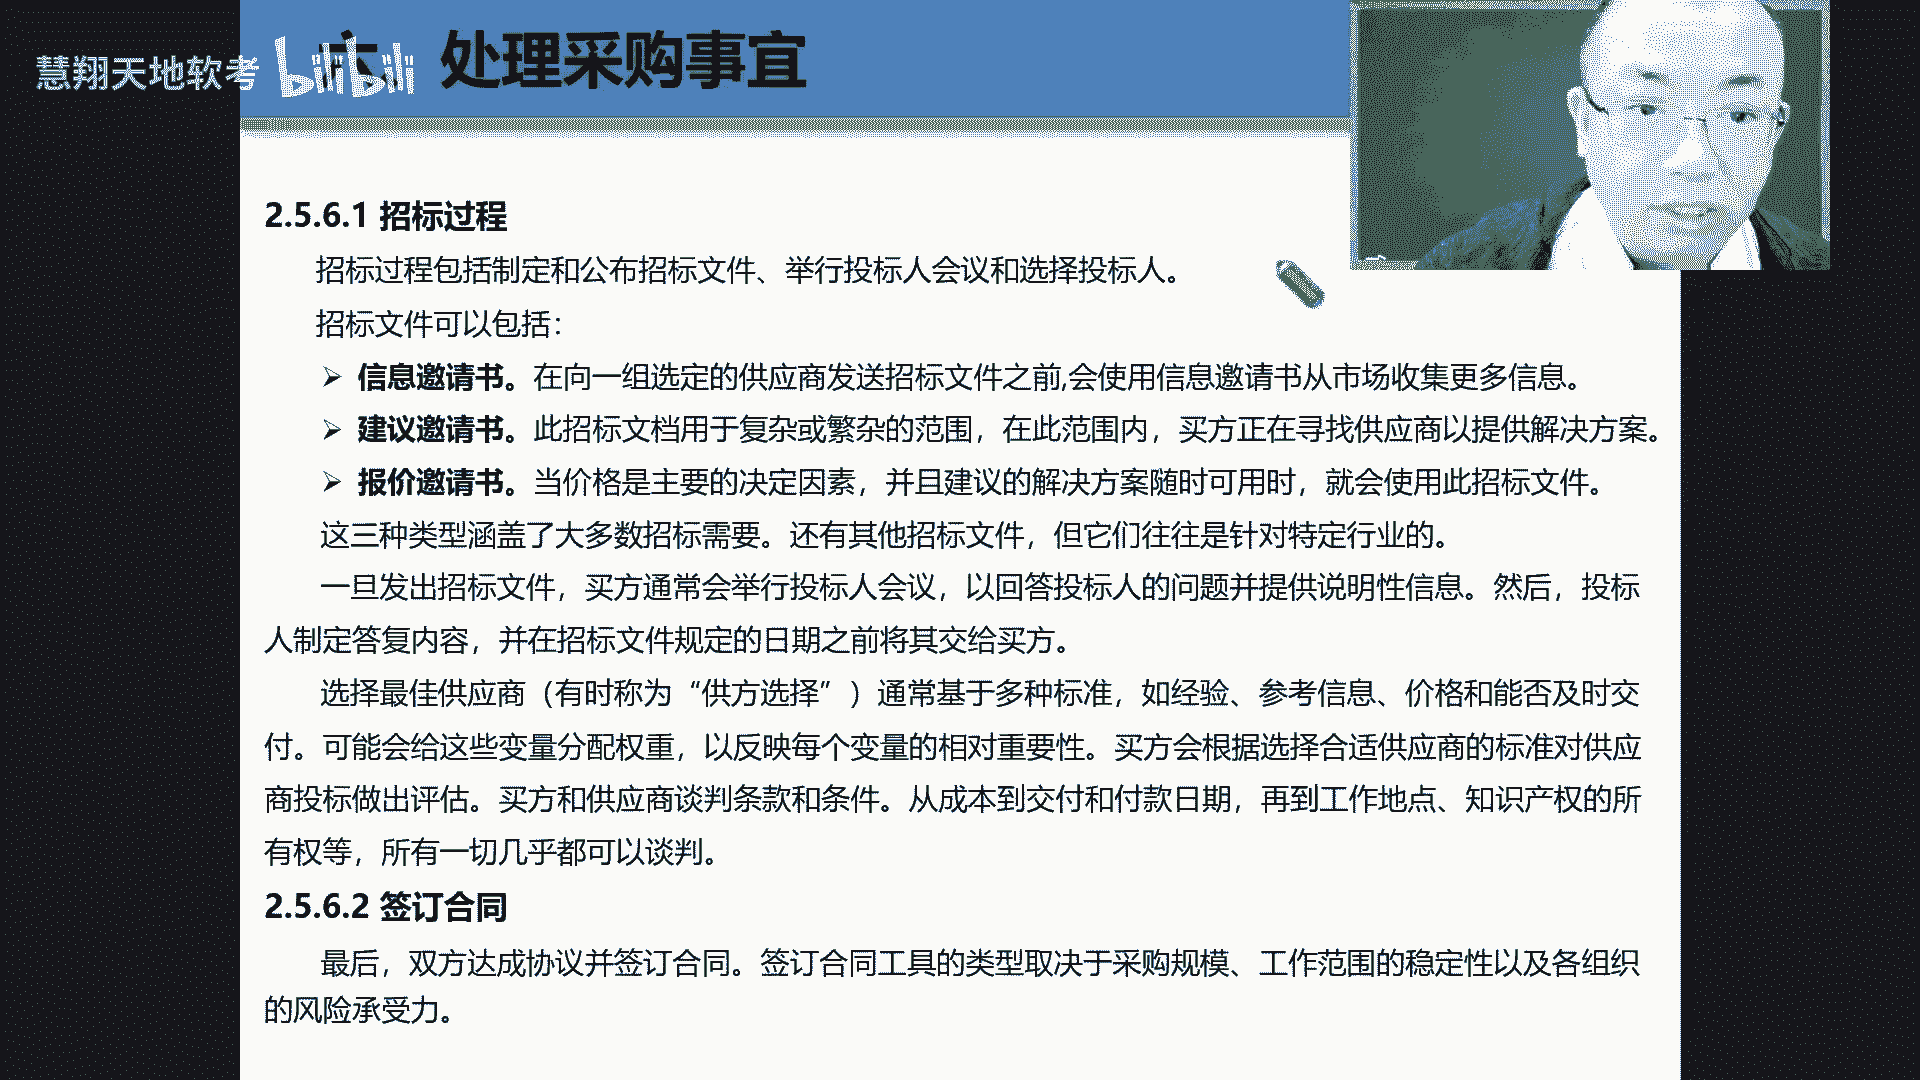 慧翔天地软考
bilibili
六、处理采购事宜
2.5.6.1 招标过程
招标过程包括制定和公布招标文件、举行投标人会议和选择投标人。
招标文件可以包括：
➢ 信息邀请书。在向一组选定的供应商发送招标文件之前,会使用信息邀请书从市场收集更多信息。
➢ 建议邀请书。此招标文档用于复杂或繁杂的范围，在此范围内，买方正在寻找供应商以提供解决方案。
➢ 报价邀请书。当价格是主要的决定因素，并且建议的解决方案随时可用时，就会使用此招标文件。
这三种类型涵盖了大多数招标需要。还有其他招标文件，但它们往往是针对特定行业的。
一旦发出招标文件，买方通常会举行投标人会议，以回答投标人的问题并提供说明性信息。然后，投标
人制定答复内容，并在招标文件规定的日期之前将其交给买方。
选择最佳供应商（有时称为“供方选择”）通常基于多种标准，如经验、参考信息、价格和能否及时交
付。可能会给这些变量分配权重，以反映每个变量的相对重要性。买方会根据选择合适供应商的标准对供应
商投标做出评估。买方和供应商谈判条款和条件。从成本到交付和付款日期，再到工作地点、知识产权的所
有权等，所有一切几乎都可以谈判。
2.5.6.2 签订合同
最后，双方达成协议并签订合同。签订合同工具的类型取决于采购规模、工作范围的稳定性以及各组织
的风险承受力。